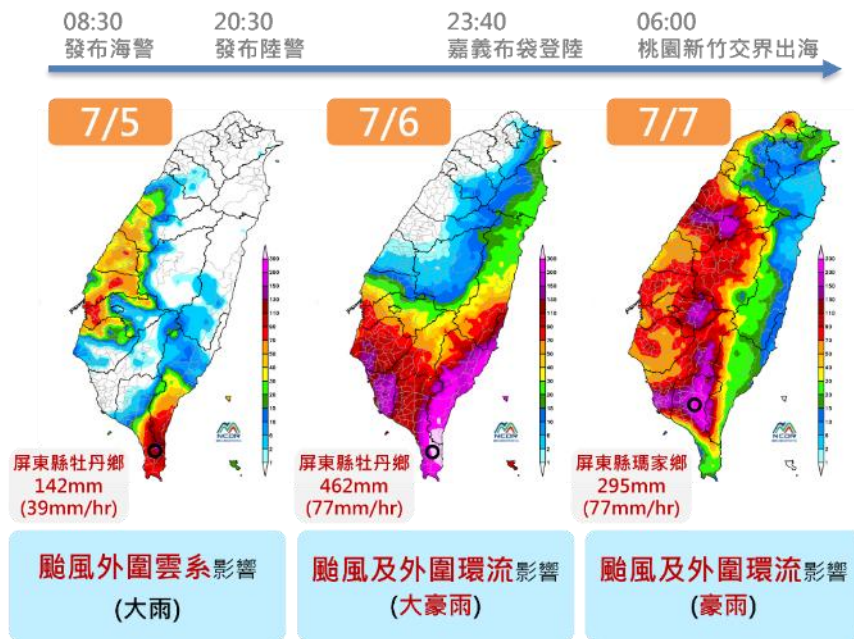 08:30
發布海警
20:30
發布陸警
23:40
嘉義布袋登陸
06:00
桃園新竹交界出海
7/5
7/6
7/7
NCDR
NCDR
NCDR
屏東縣牡丹鄉
142mm
(39mm/hr)
屏東縣牡丹鄉
462mm
(77mm/hr)
屏東縣瑪家鄉
295mm
(77mm/hr)
颱風外圍雲系影響
(大雨)
颱風及外圍環流影響
(大豪雨)
颱風及外圍環流影響
(豪雨)